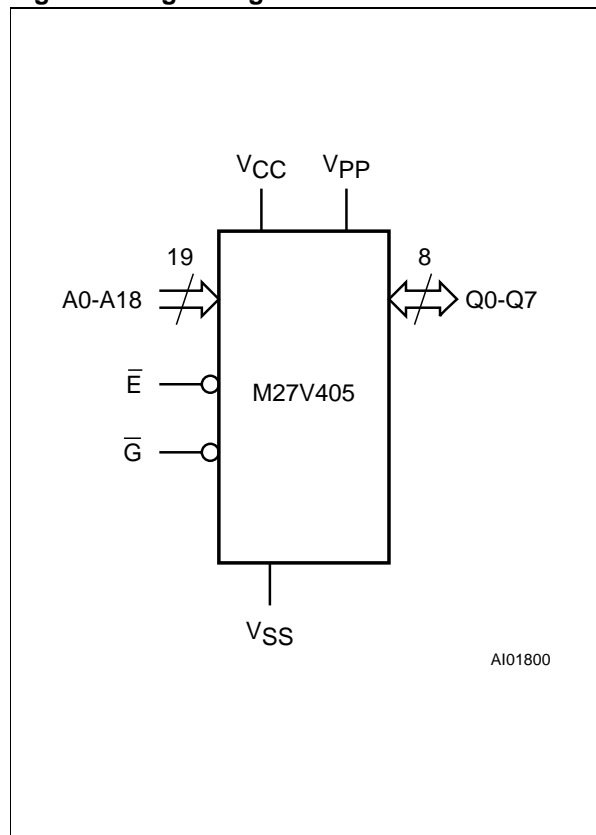 VCC VPP
19 8
A0-A18 Q0-Q7
E̅
M27V405
G̅
VSS
AI01800